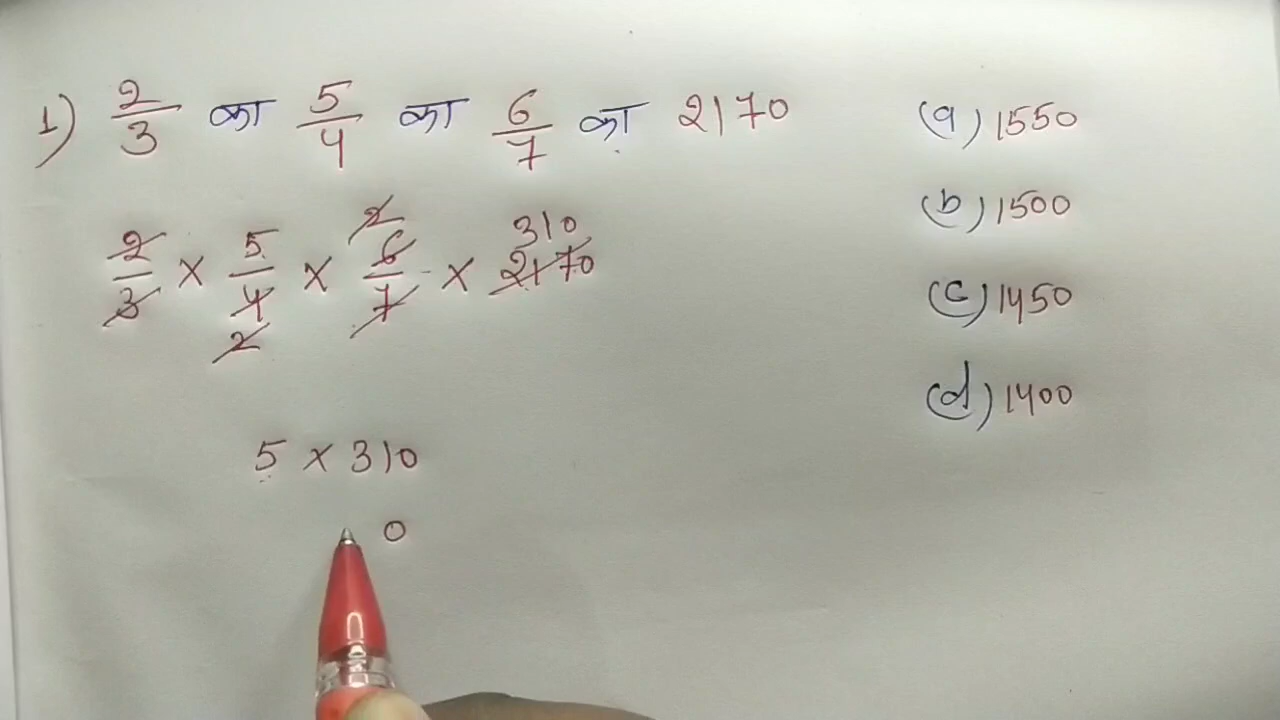 1) 2/3 का 5/4 का 6/7 का 2170
(a) 1550
(b) 1500
(c) 1450
(d) 1400
2
310
2/3 × 5/4 × 6/7 × 2170
2
5 × 310
0